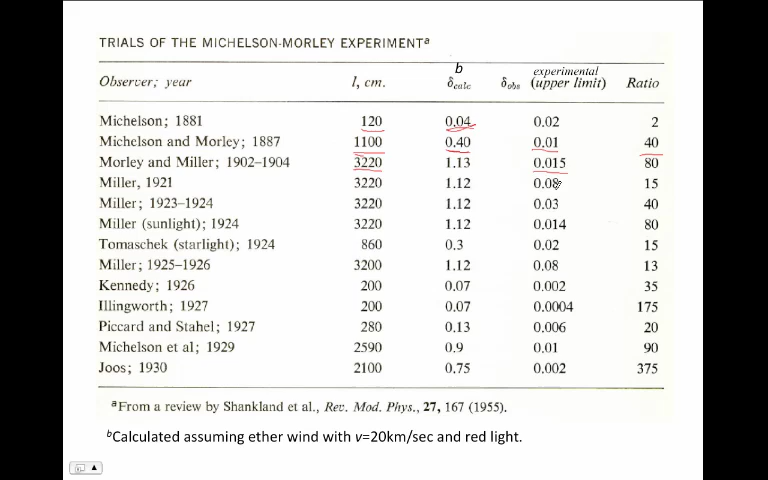 TRIALS OF THE MICHELSON-MORLEY EXPERIMENTa
Observer; year l, cm. b δcalc δobs experimental (upper limit) Ratio
Michelson; 1881 120 0.04 0.02 2
Michelson and Morley; 1887 1100 0.40 0.01 40
Morley and Miller; 1902–1904 3220 1.13 0.015 80
Miller, 1921 3220 1.12 0.08 15
Miller; 1923–1924 3220 1.12 0.03 40
Miller (sunlight); 1924 3220 1.12 0.014 80
Tomaschek (starlight); 1924 860 0.3 0.02 15
Miller; 1925–1926 3200 1.12 0.08 13
Kennedy; 1926 200 0.07 0.002 35
Illingworth; 1927 200 0.07 0.0004 175
Piccard and Stahel; 1927 280 0.13 0.006 20
Michelson et al; 1929 2590 0.9 0.01 90
Joos; 1930 2100 0.75 0.002 375
aFrom a review by Shankland et al., Rev. Mod. Phys., 27, 167 (1955).
bCalculated assuming ether wind with v=20km/sec and red light.